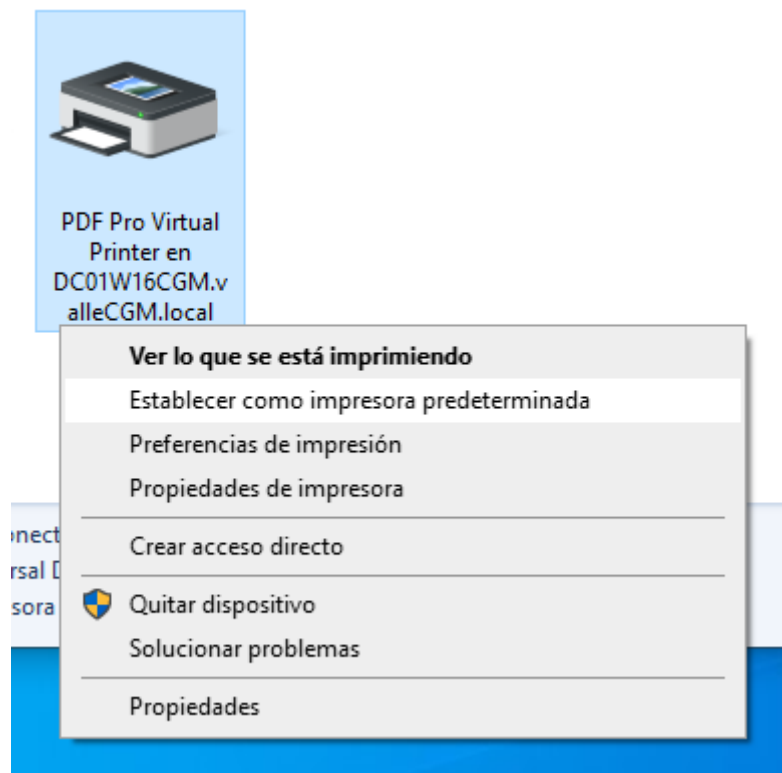 PDF Pro Virtual
Printer en
DC01W16CGM.v
alleCGM.local
Ver lo que se está imprimiendo
Establecer como impresora predeterminada
Preferencias de impresión
Propiedades de impresora
Crear acceso directo
Quitar dispositivo
Solucionar problemas
Propiedades